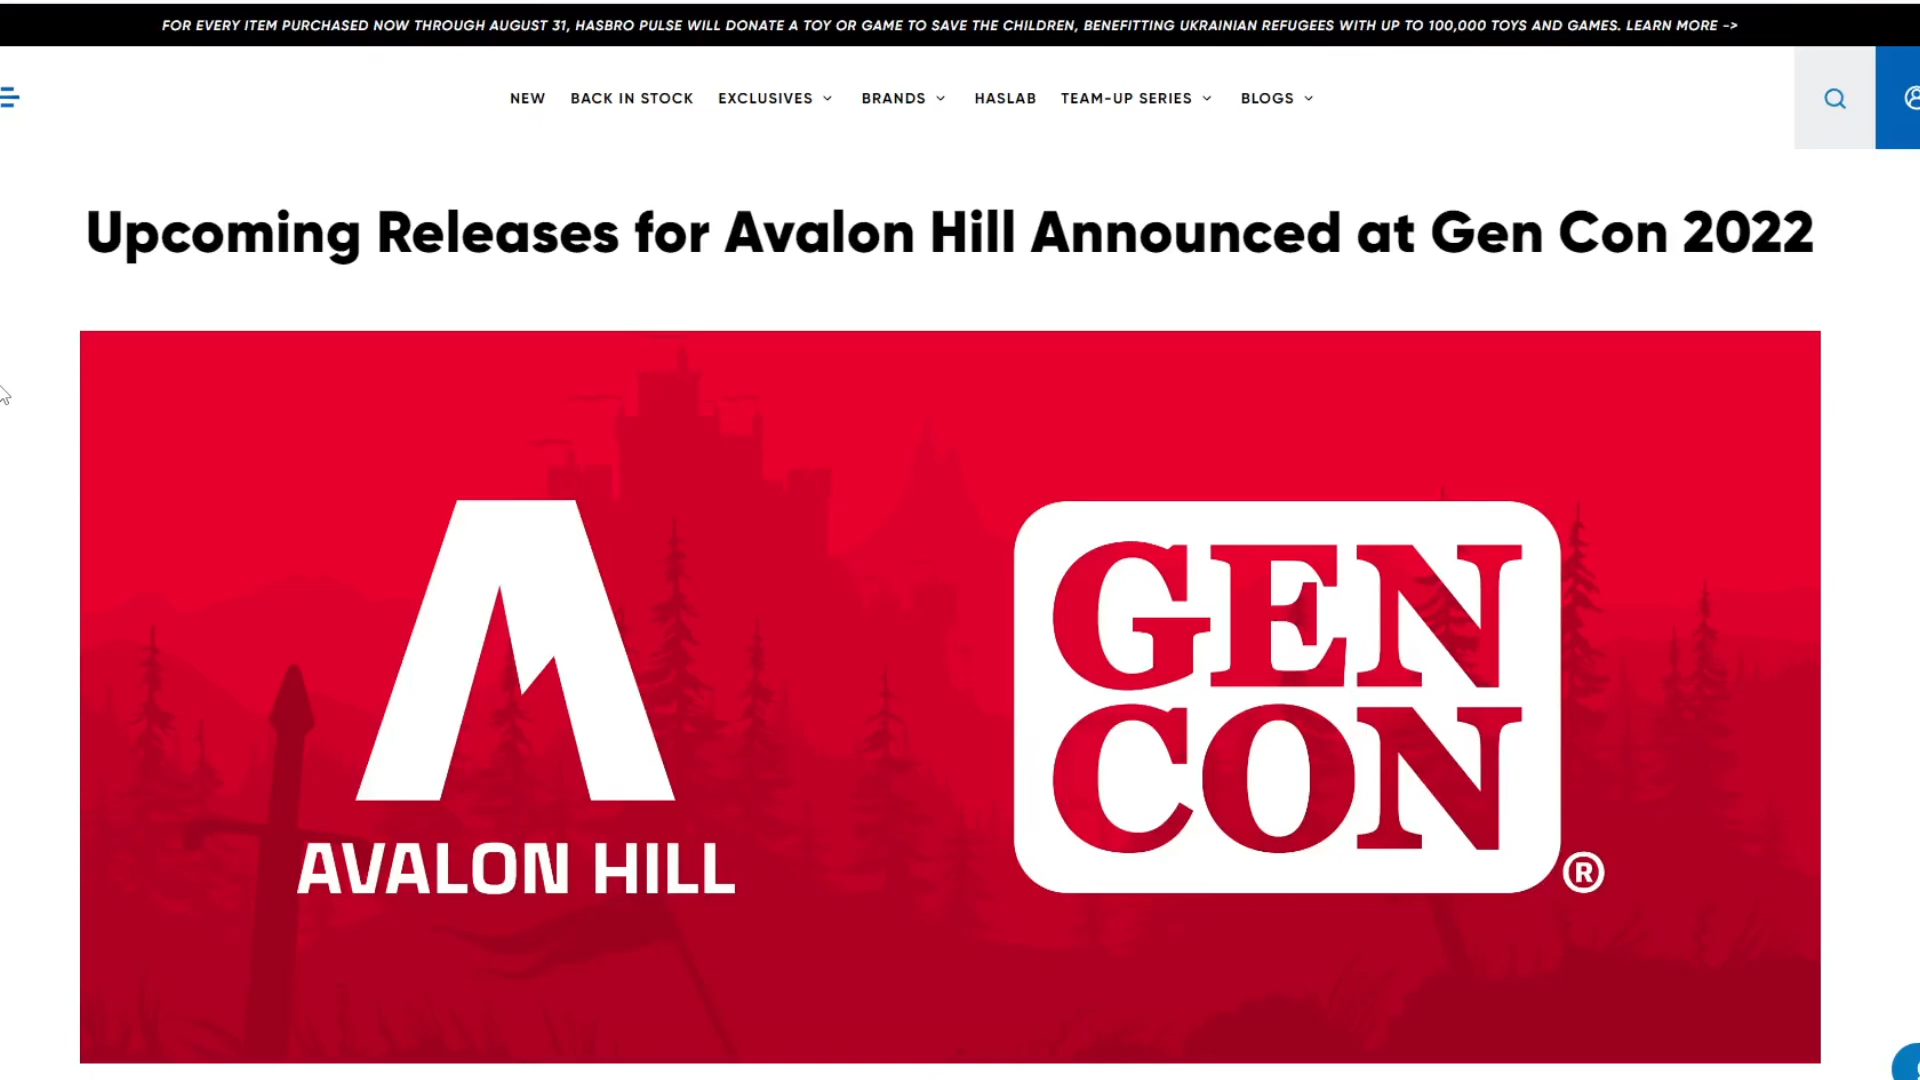 FOR EVERY ITEM PURCHASED NOW THROUGH AUGUST 31, HASBRO PULSE WILL DONATE A TOY OR GAME TO SAVE THE CHILDREN, BENEFITTING UKRAINIAN REFUGEES WITH UP TO 100,000 TOYS AND GAMES. LEARN MORE ->
NEW BACK IN STOCK EXCLUSIVES BRANDS HASLAB TEAM-UP SERIES BLOGS
Upcoming Releases for Avalon Hill Announced at Gen Con 2022
GEN
CON
®
AVALON HILL